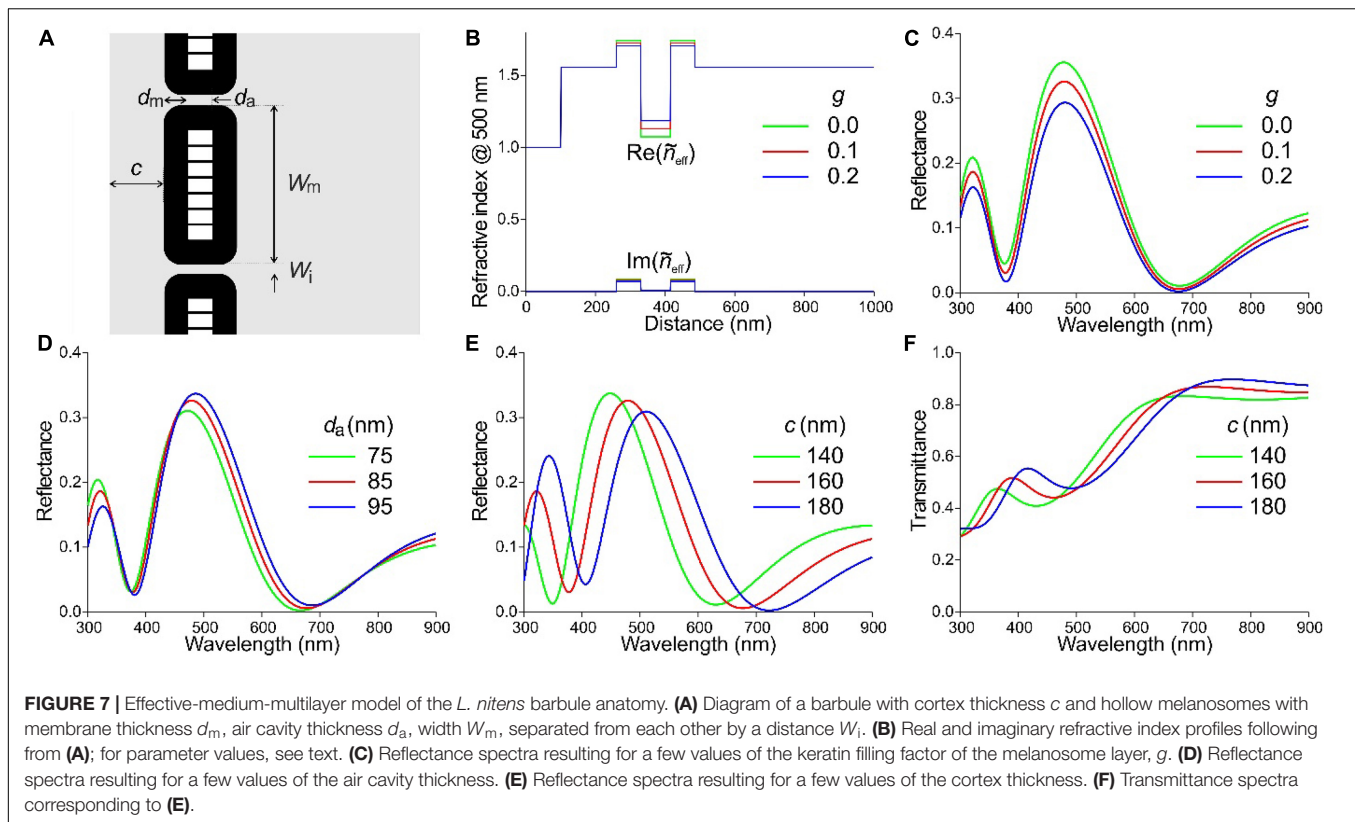 A
dm
da
c
Wm
Wi
B
Refractive index @ 500 nm
1.5
1.0
0.5
0.0
g
0.0
0.1
0.2
Re(ñeff)
Im(ñeff)
0 200 400 600 800 1000
Distance (nm)
C
Reflectance
0.4
0.3
0.2
0.1
0.0
g
0.0
0.1
0.2
300 400 500 600 700 800 900
Wavelength (nm)
D
Reflectance
0.4
0.3
0.2
0.1
0.0
da (nm)
75
85
95
300 400 500 600 700 800 900
Wavelength (nm)
E
Reflectance
0.4
0.3
0.2
0.1
0.0
c (nm)
140
160
180
300 400 500 600 700 800 900
Wavelength (nm)
F
Transmittance
1.0
0.8
0.6
0.4
0.2
0.0
c (nm)
140
160
180
300 400 500 600 700 800 900
Wavelength (nm)
FIGURE 7 | Effective-medium-multilayer model of the L. nitens barbule anatomy. (A) Diagram of a barbule with cortex thickness c and hollow melanosomes with
membrane thickness dm, air cavity thickness da, width Wm, separated from each other by a distance Wi. (B) Real and imaginary refractive index profiles following
from (A); for parameter values, see text. (C) Reflectance spectra resulting for a few values of the keratin filling factor of the melanosome layer, g. (D) Reflectance
spectra resulting for a few values of the air cavity thickness. (E) Reflectance spectra resulting for a few values of the cortex thickness. (F) Transmittance spectra
corresponding to (E).